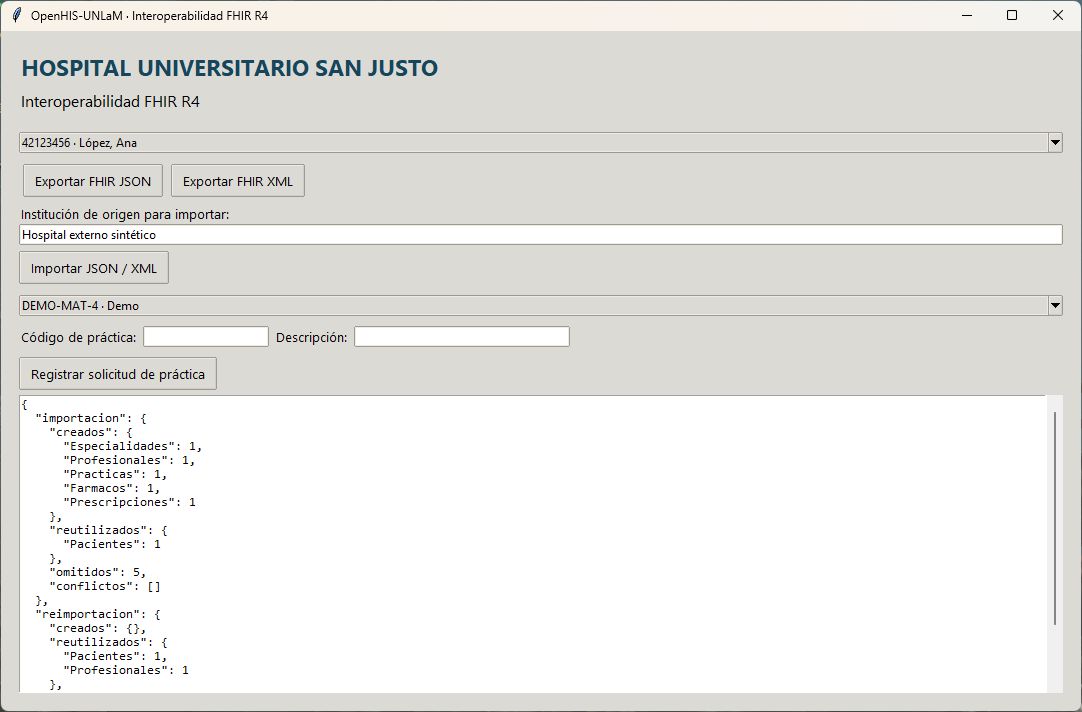 OpenHIS-UNLaM · Interoperabilidad FHIR R4
HOSPITAL UNIVERSITARIO SAN JUSTO
Interoperabilidad FHIR R4
42123456 · López, Ana
Exportar FHIR JSON Exportar FHIR XML
Institución de origen para importar:
Hospital externo sintético
Importar JSON / XML
DEMO-MAT-4 · Demo
Código de práctica: Descripción:
Registrar solicitud de práctica
{
  "importacion": {
    "creados": {
      "Especialidades": 1,
      "Profesionales": 1,
      "Practicas": 1,
      "Farmacos": 1,
      "Prescripciones": 1
    },
    "reutilizados": {
      "Pacientes": 1
    },
    "omitidos": 5,
    "conflictos": []
  },
  "reimportacion": {
    "creados": {},
    "reutilizados": {
      "Pacientes": 1,
      "Profesionales": 1
    },